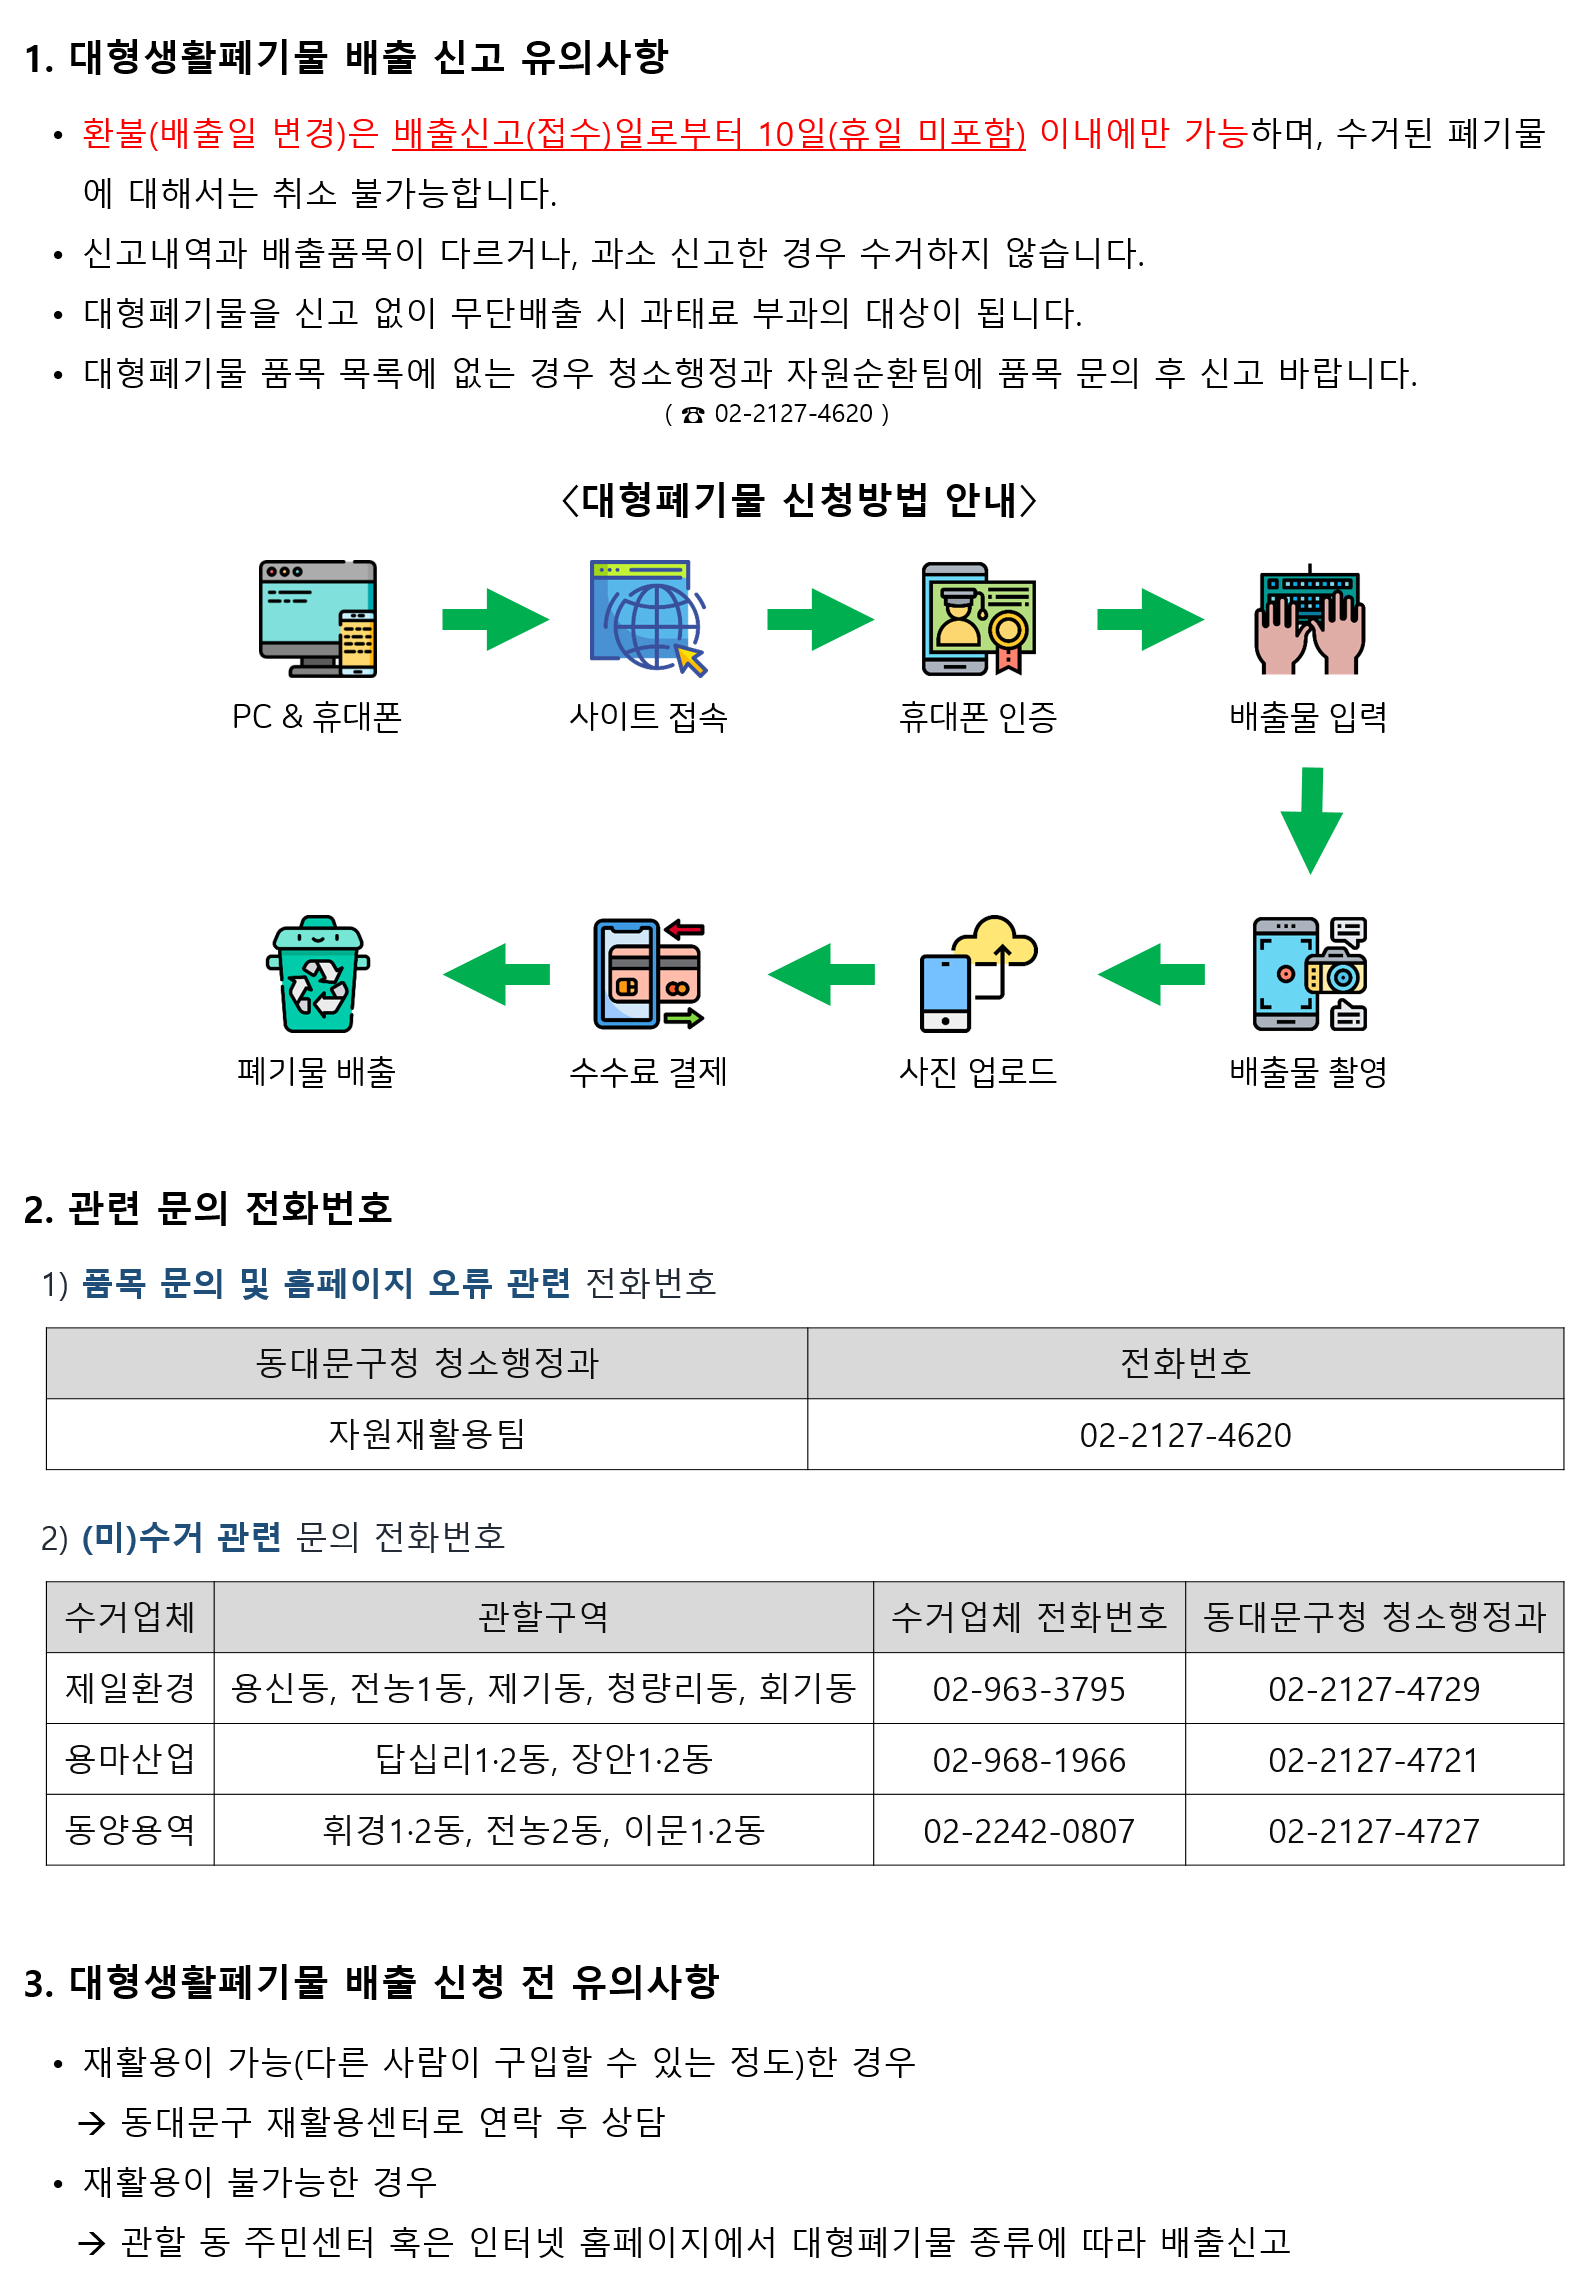 1. 대형생활폐기물 배출 신고 유의사항
• 환불(배출일 변경)은 배출신고(접수)일로부터 10일(휴일 미포함) 이내에만 가능하며, 수거된 폐기물
에 대해서는 취소 불가능합니다.
• 신고내역과 배출품목이 다르거나, 과소 신고한 경우 수거하지 않습니다.
• 대형폐기물을 신고 없이 무단배출 시 과태료 부과의 대상이 됩니다.
• 대형폐기물 품목 목록에 없는 경우 청소행정과 자원순환팀에 품목 문의 후 신고 바랍니다.
( ☎ 02-2127-4620 )
〈대형폐기물 신청방법 안내〉
PC & 휴대폰 사이트 접속 휴대폰 인증 배출물 입력
폐기물 배출 수수료 결제 사진 업로드 배출물 촬영
2. 관련 문의 전화번호
1) 품목 문의 및 홈페이지 오류 관련 전화번호
동대문구청 청소행정과 전화번호
자원재활용팀 02-2127-4620
2) (미)수거 관련 문의 전화번호
수거업체 관할구역 수거업체 전화번호 동대문구청 청소행정과
제일환경 용신동, 전농1동, 제기동, 청량리동, 회기동 02-963-3795 02-2127-4729
용마산업 답십리1·2동, 장안1·2동 02-968-1966 02-2127-4721
동양용역 휘경1·2동, 전농2동, 이문1·2동 02-2242-0807 02-2127-4727
3. 대형생활폐기물 배출 신청 전 유의사항
• 재활용이 가능(다른 사람이 구입할 수 있는 정도)한 경우
→ 동대문구 재활용센터로 연락 후 상담
• 재활용이 불가능한 경우
→ 관할 동 주민센터 혹은 인터넷 홈페이지에서 대형폐기물 종류에 따라 배출신고